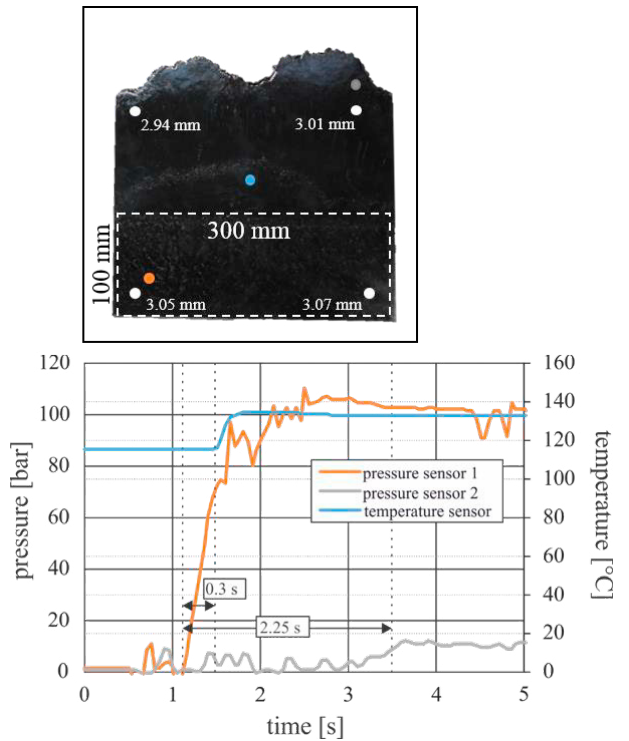 2.94 mm
3.01 mm
300 mm
100 mm
3.05 mm
3.07 mm
120
100
80
60
40
20
0
pressure [bar]
160
140
120
100
80
60
40
20
0
temperature [°C]
pressure sensor 1
pressure sensor 2
temperature sensor
0.3 s
2.25 s
0
1
2
3
4
5
time [s]